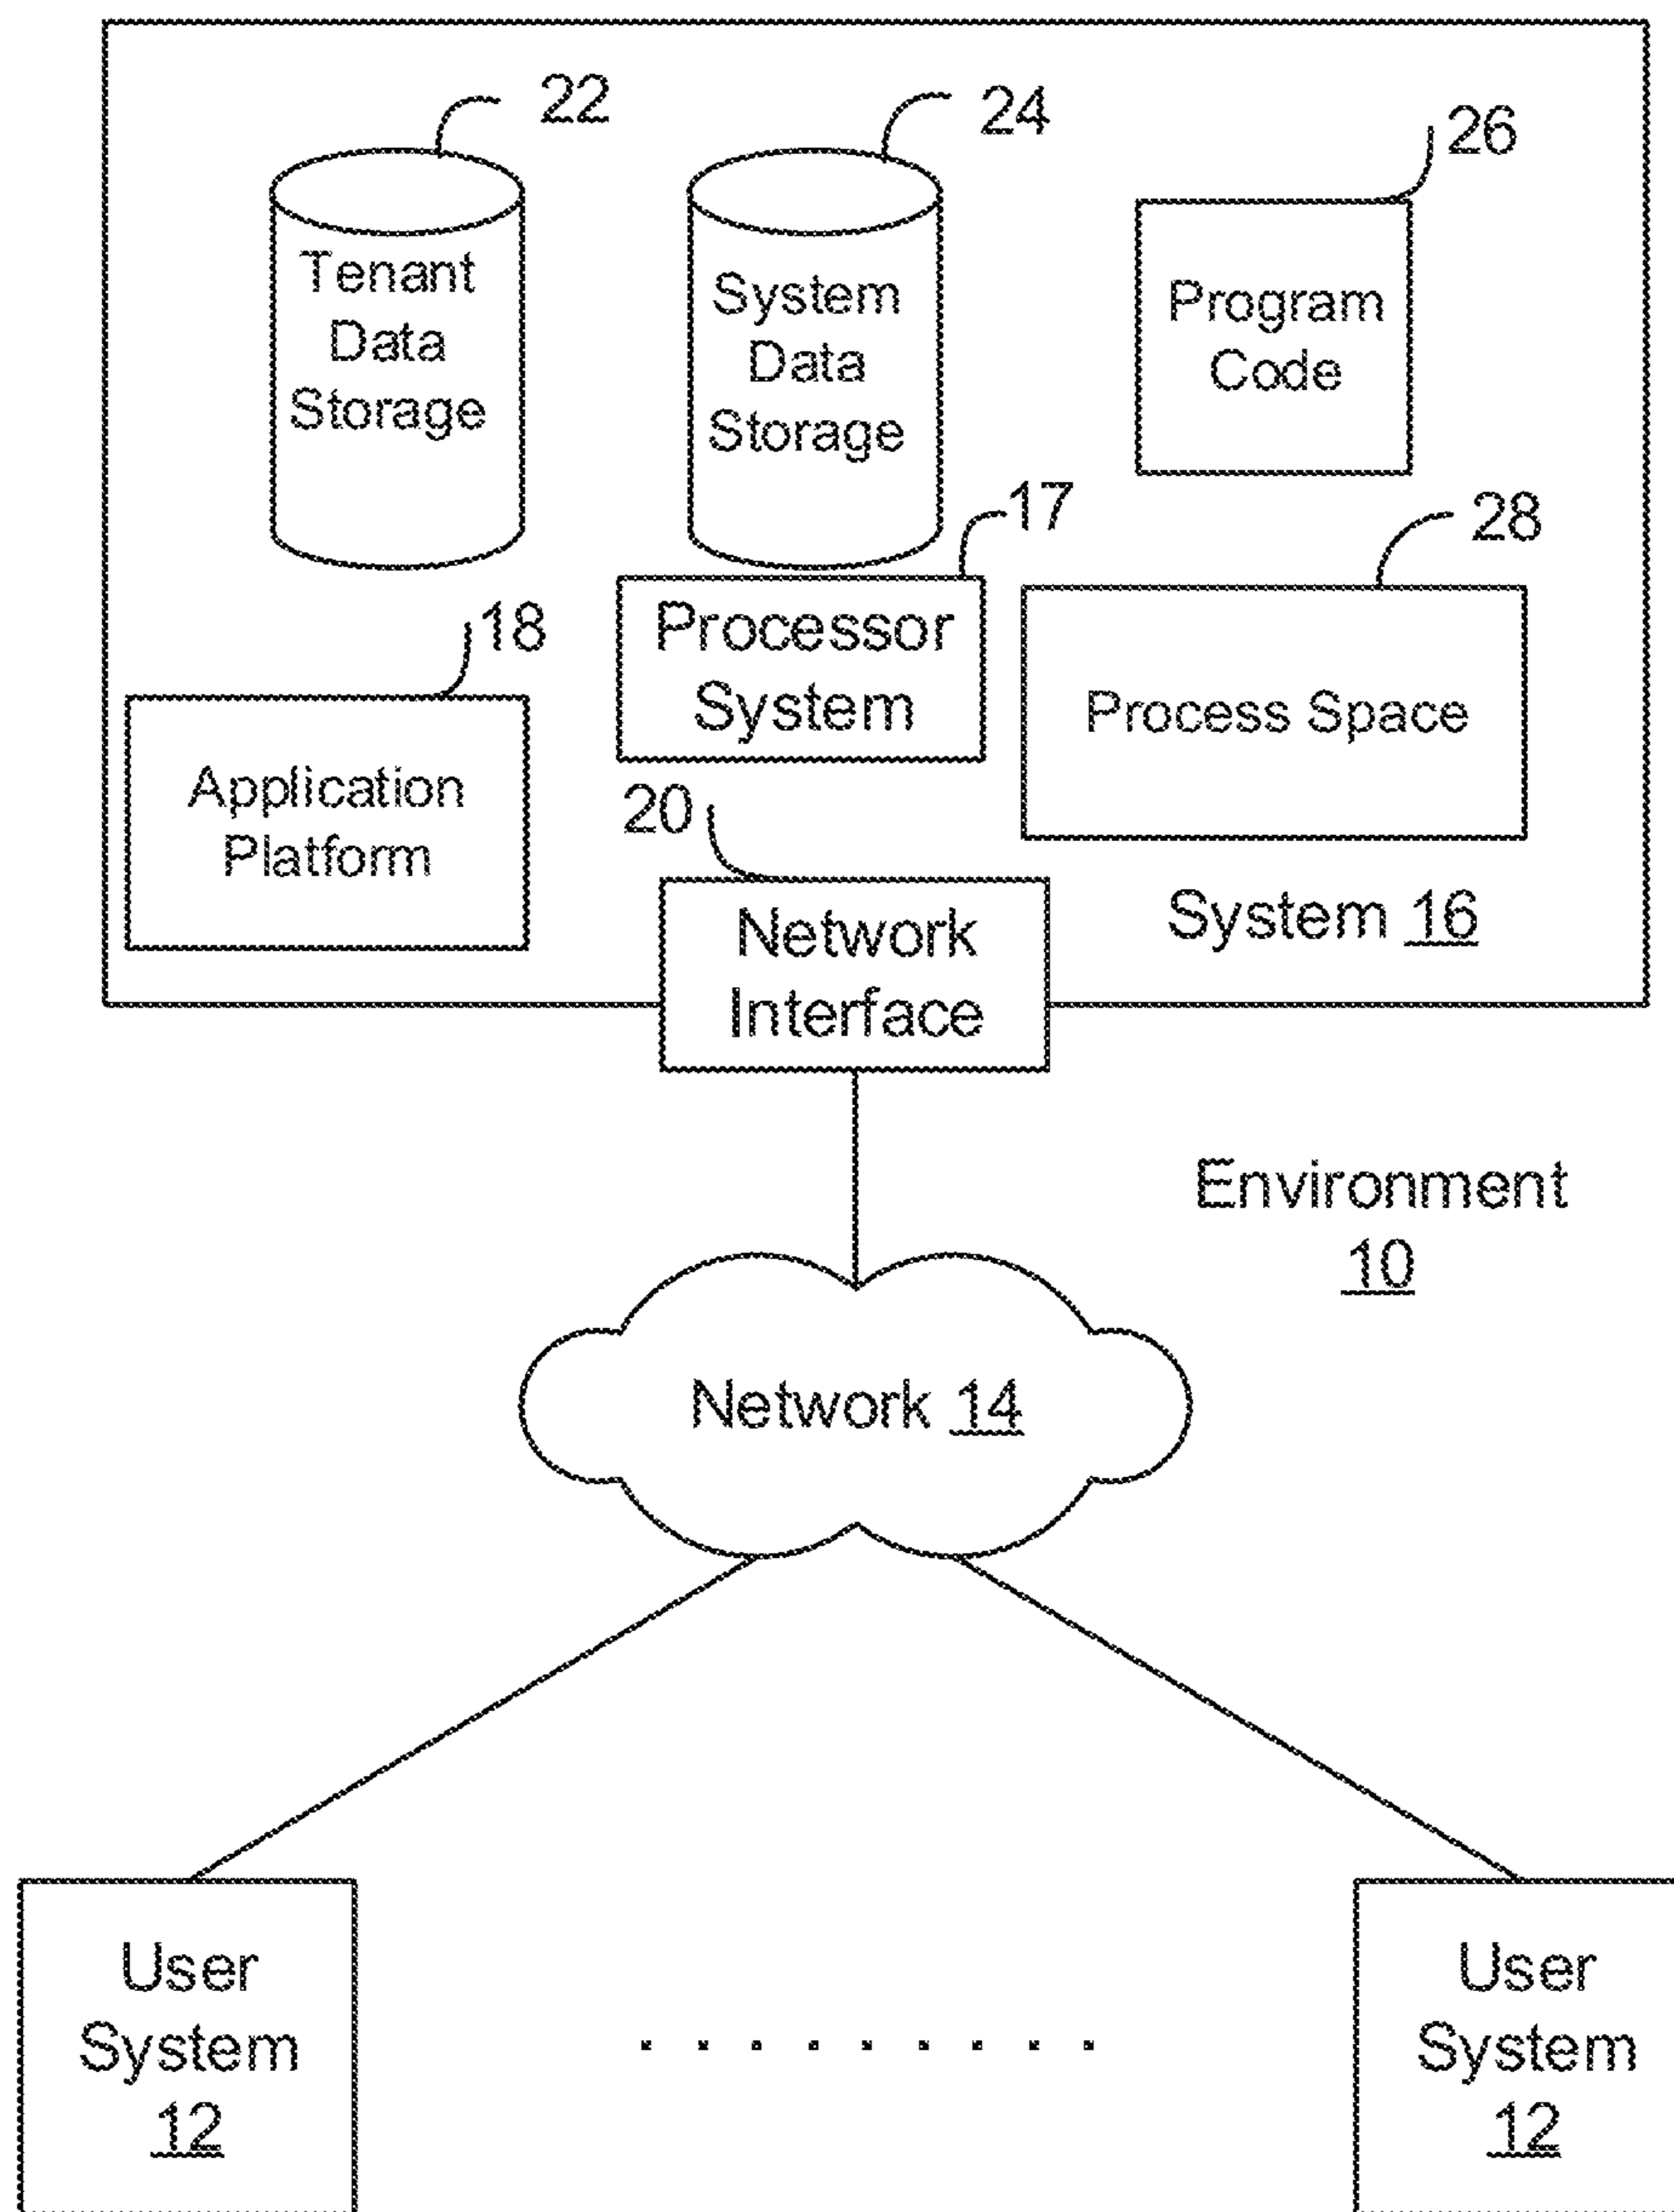 22
24
26
Tenant
Data
Storage
System
Data
Storage
Program
Code
17
28
18
Processor
System
Process Space
Application
Platform
20
Network
Interface
System 16
Environment
10
Network 14
User
System
12
.........
User
System
12